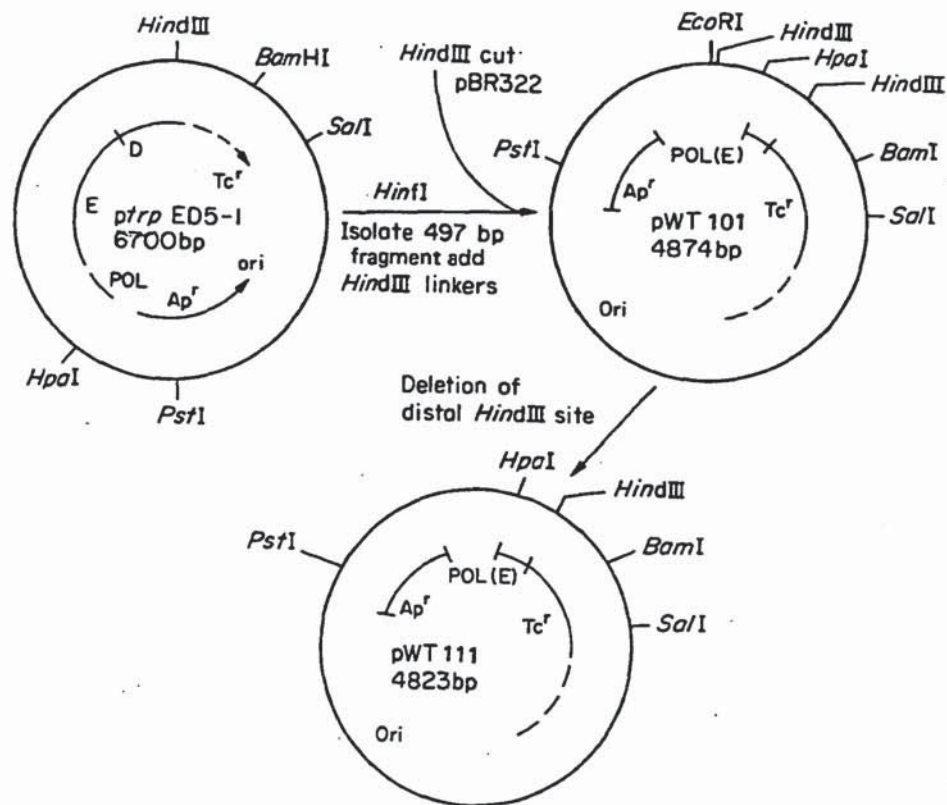 HindIII
BamHI
SalI
D
Tcʳ
E
ptrp ED5-1
6700bp
POL
Apʳ
ori
HpaI
PstI
HindIII cut
pBR322
HinfI
Isolate 497 bp
fragment add
HindIII linkers
EcoRI
HindIII
HpaI
HindIII
PstI
BamI
SalI
POL(E)
Apʳ
pWT 101
4874bp
Tcʳ
Ori
Deletion of
distal HindIII site
HpaI
HindIII
PstI
BamI
SalI
POL(E)
Apʳ
Tcʳ
pWT 111
4823bp
Ori